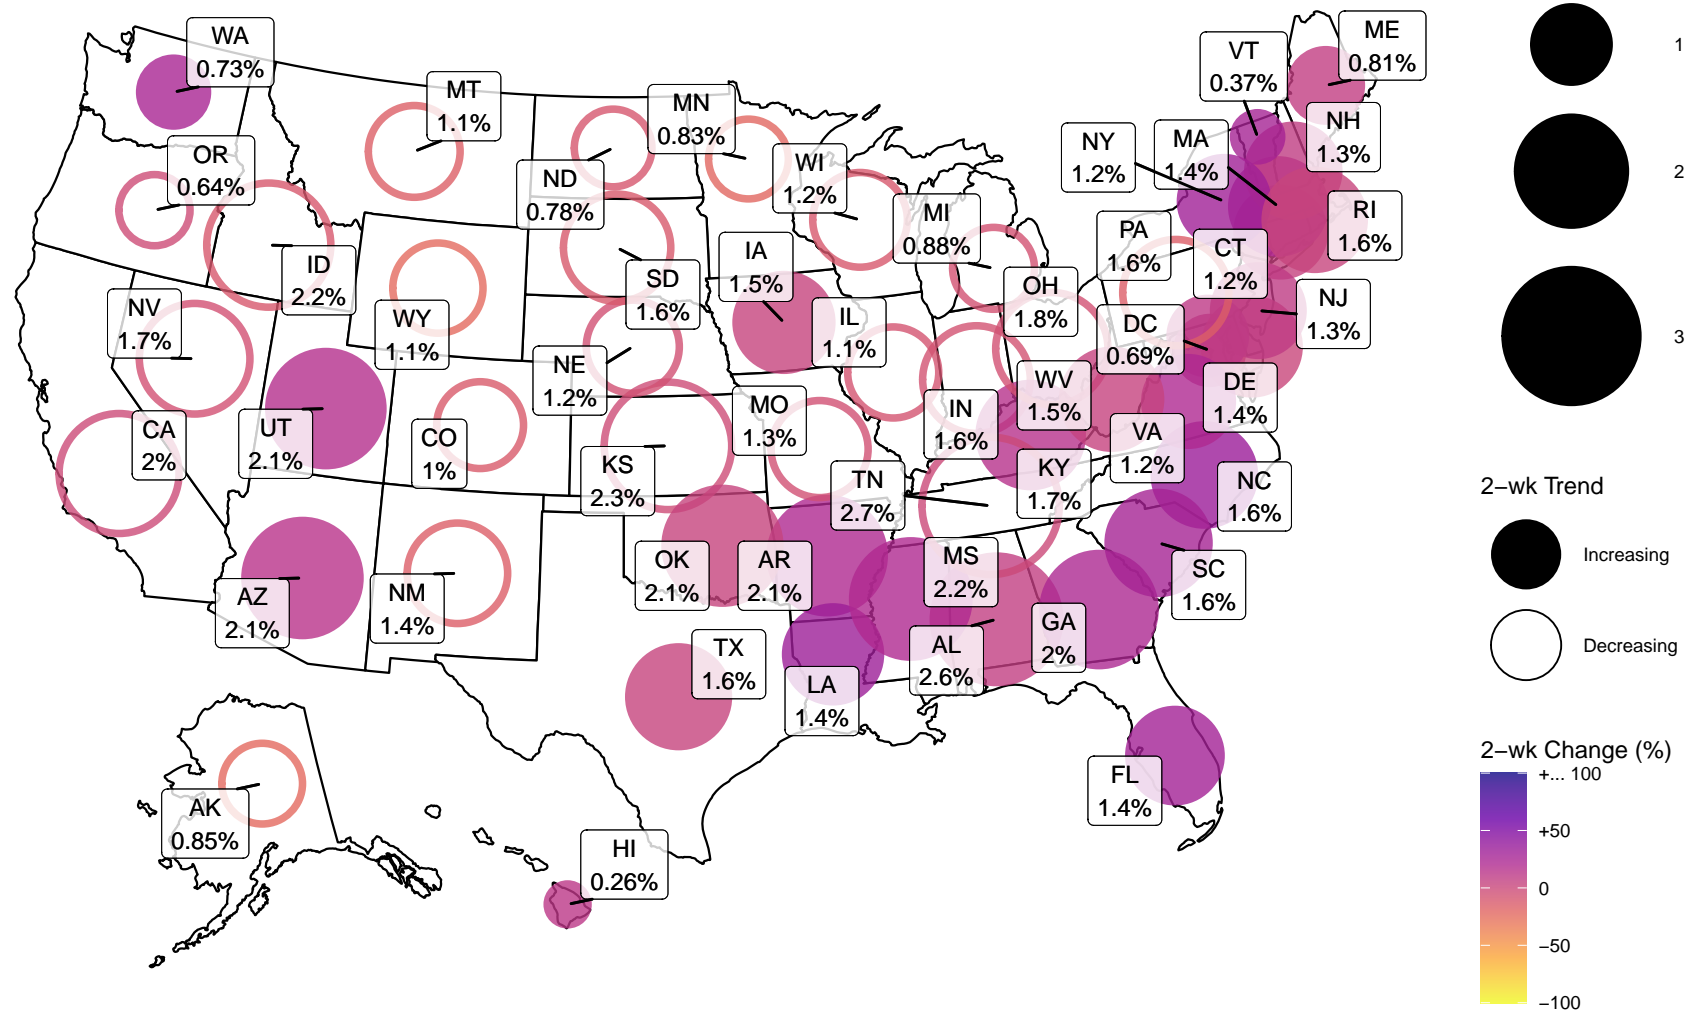 WA
0.73%
OR
0.64%
MT
1.1%
ND
0.78%
MN
0.83%
WI
1.2%
MI
0.88%
NY
1.2%
MA
1.4%
VT
0.37%
ME
0.81%
NH
1.3%
RI
1.6%
PA
1.6%
CT
1.2%
NJ
1.3%
ID
2.2%
NV
1.7%
WY
1.1%
SD
1.6%
IA
1.5%
IL
1.1%
OH
1.8%
DC
0.69%
DE
1.4%
NE
1.2%
CA
2%
UT
2.1%
CO
1%
KS
2.3%
MO
1.3%
IN
1.6%
WV
1.5%
VA
1.2%
KY
1.7%
NC
1.6%
TN
2.7%
AZ
2.1%
NM
1.4%
OK
2.1%
AR
2.1%
MS
2.2%
SC
1.6%
TX
1.6%
LA
1.4%
AL
2.6%
GA
2%
FL
1.4%
AK
0.85%
HI
0.26%
1
2
3
2−wk Trend
Increasing
Decreasing
2−wk Change (%)
+... 100
+50
0
−50
−100